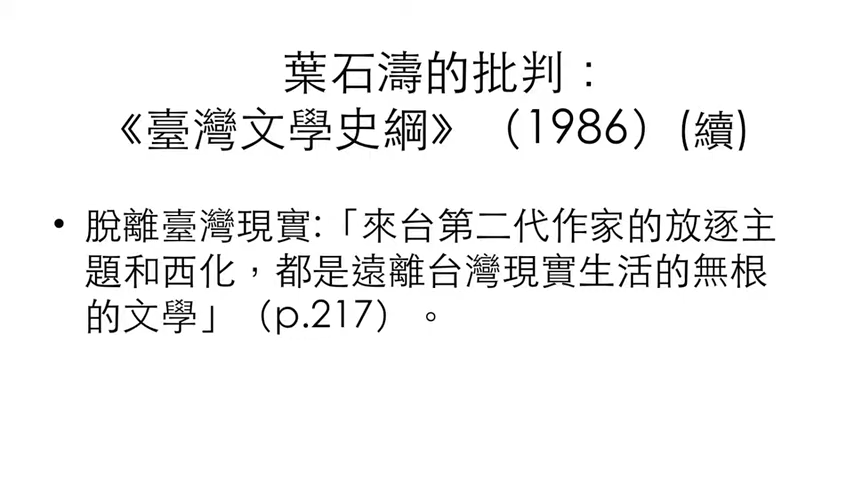 葉石濤的批判：
《臺灣文學史綱》（1986）(續)
• 脫離臺灣現實:「來台第二代作家的放逐主
題和西化，都是遠離台灣現實生活的無根
的文學」（p.217）。